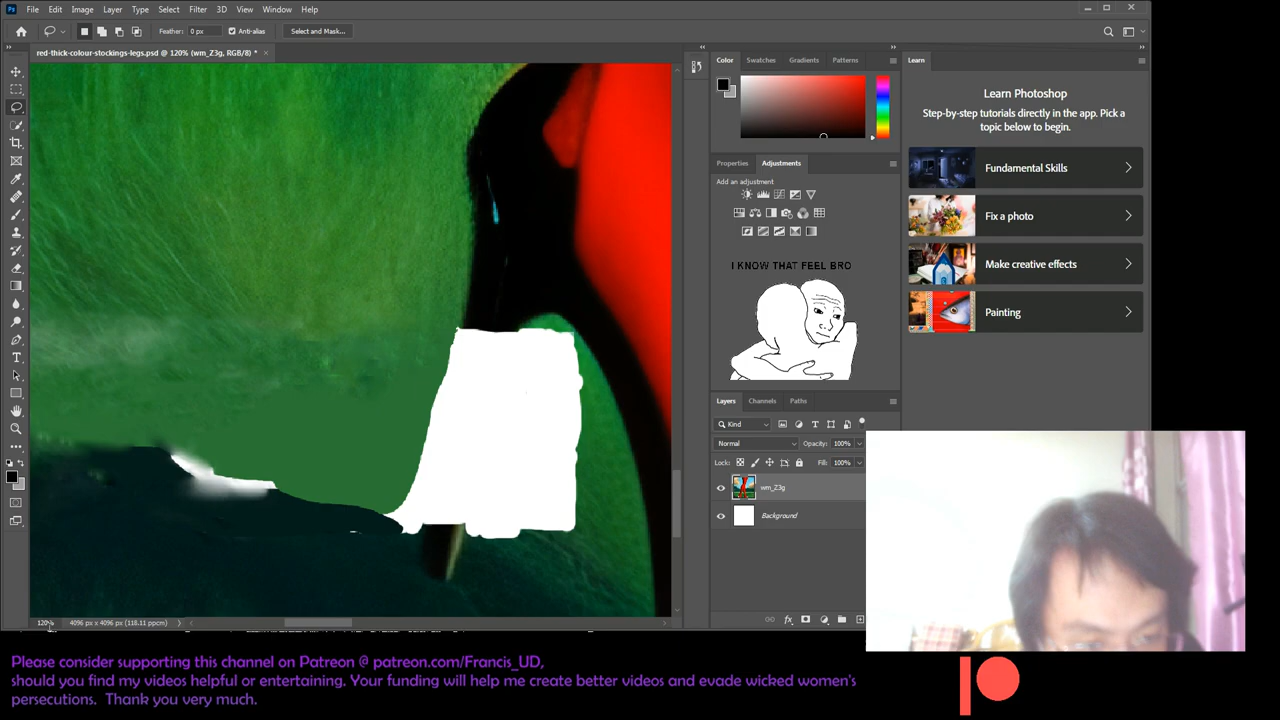 Ps File Edit Image Layer Type Select Filter 3D View Window Help
Feather: 0 px Anti-alias Select and Mask...
red-thick-colour-stockings-legs.psd @ 120% (wm_Z3g, RGB/8) *
Color Swatches Gradients Patterns
Learn
Learn Photoshop
Step-by-step tutorials directly in the app. Pick a
topic below to begin.
Fundamental Skills
Fix a photo
Make creative effects
Painting
Properties Adjustments
Add an adjustment
I KNOW THAT FEEL BRO
Layers Channels Paths
Kind
Normal Opacity: 100%
Lock: Fill: 100%
wm_Z3g
Background
fx
120% 4096 px x 4096 px (118.11 ppcm)
Please consider supporting this channel on Patreon @ patreon.com/Francis_UD,
should you find my videos helpful or entertaining. Your funding will help me create better videos and evade wicked women's
persecutions. Thank you very much.